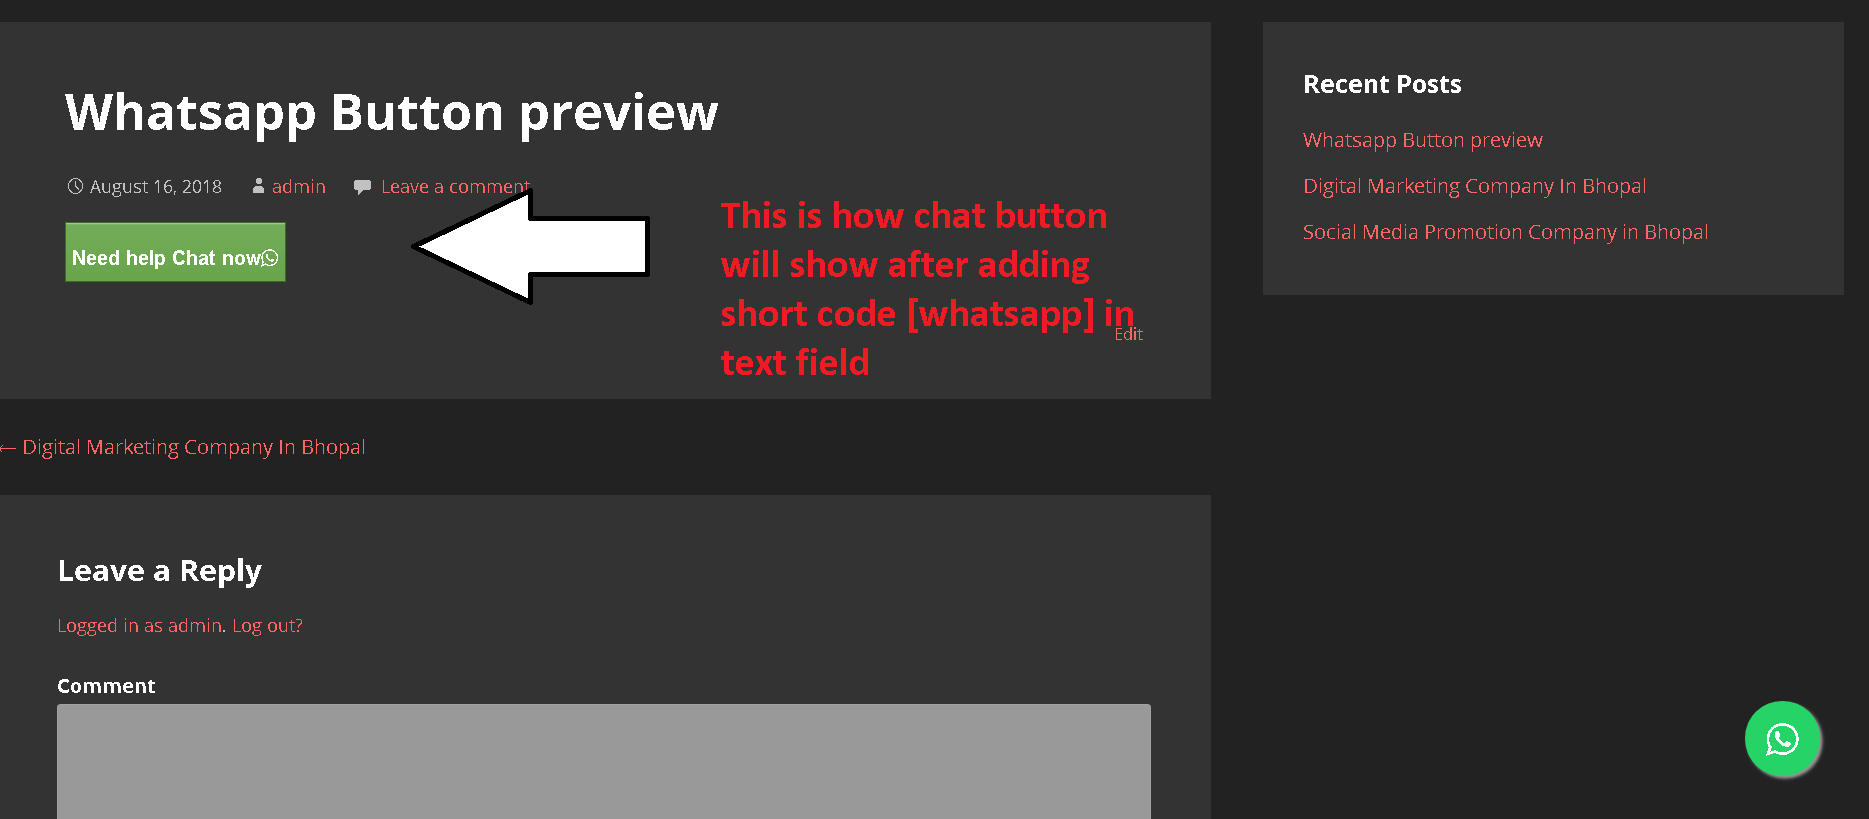 Whatsapp Button preview
August 16, 2018 admin Leave a comment
Need help Chat now
This is how chat button
will show after adding
short code [whatsapp] in
text field
Edit
← Digital Marketing Company In Bhopal
Leave a Reply
Logged in as admin. Log out?
Comment
Recent Posts
Whatsapp Button preview
Digital Marketing Company In Bhopal
Social Media Promotion Company in Bhopal